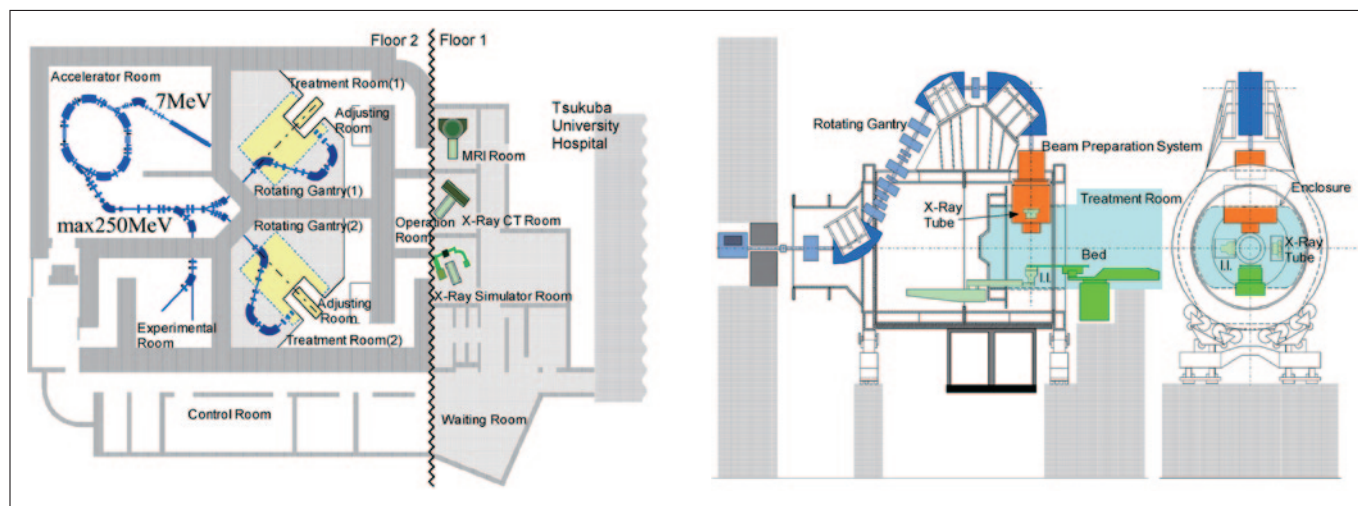 Floor 2
Floor 1
Accelerator Room
7MeV
Treatment Room(1)
Adjusting
Room
Tsukuba
University
Hospital
MRI Room
Rotating Gantry(1)
max250MeV
Rotating Gantry(2)
Operation
Room
X-Ray CT Room
X-Ray Simulator Room
Adjusting
Room
Experimental
Room
Treatment Room(2)
Control Room
Waiting Room
Rotating Gantry
Beam Preparation System
X-Ray
Tube
Treatment Room
Bed
I.I.
Enclosure
X-Ray
Tube
I.I.